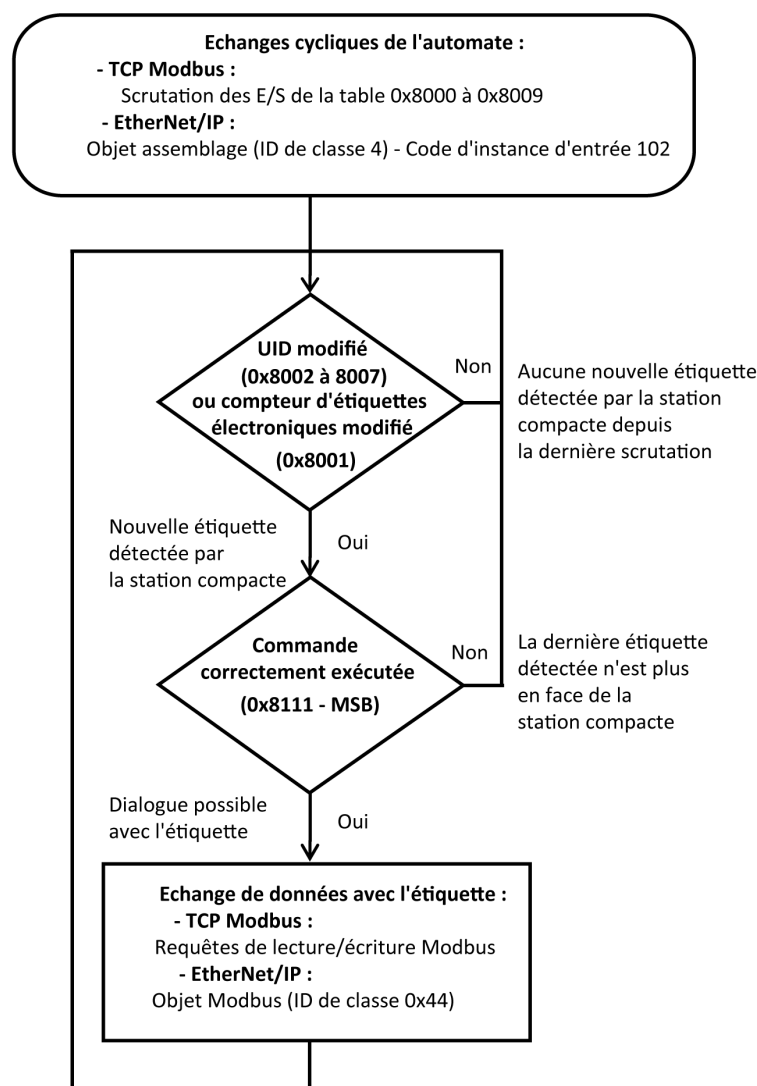 Echanges cycliques de l'automate :
- TCP Modbus :
Scrutation des E/S de la table 0x8000 à 0x8009
- EtherNet/IP :
Objet assemblage (ID de classe 4) - Code d'instance d'entrée 102
UID modifié
(0x8002 à 8007)
ou compteur d'étiquettes
électroniques modifié
(0x8001)
Non
Aucune nouvelle étiquette
détectée par la station
compacte depuis
la dernière scrutation
Nouvelle étiquette
détectée par
la station compacte
Oui
Commande
correctement exécutée
(0x8111 - MSB)
Non
La dernière étiquette
détectée n'est plus
en face de la
station compacte
Dialogue possible
avec l'étiquette
Oui
Echange de données avec l'étiquette :
- TCP Modbus :
Requêtes de lecture/écriture Modbus
- EtherNet/IP :
Objet Modbus (ID de classe 0x44)